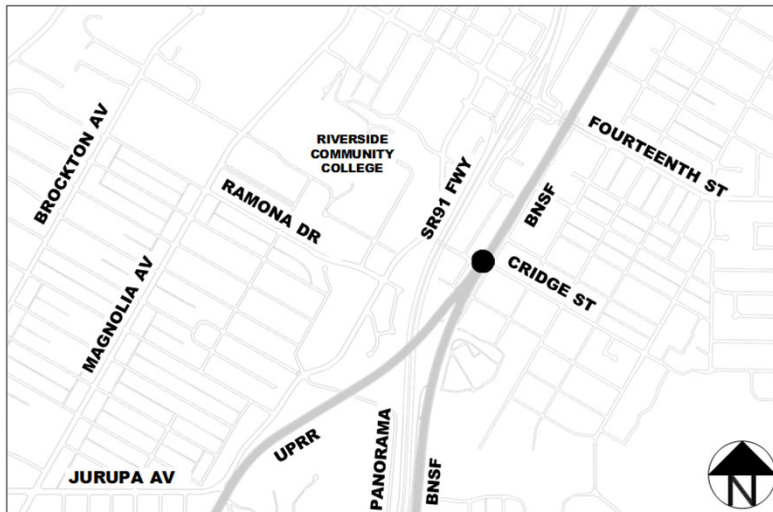 BROCKTON AV
RIVERSIDE
COMMUNITY
COLLEGE
FOURTEENTH ST
RAMONA DR
SR91 FWY
BNSF
CRIDGE ST
MAGNOLIA AV
UPRR
PANORAMA
BNSF
JURUPA AV
N